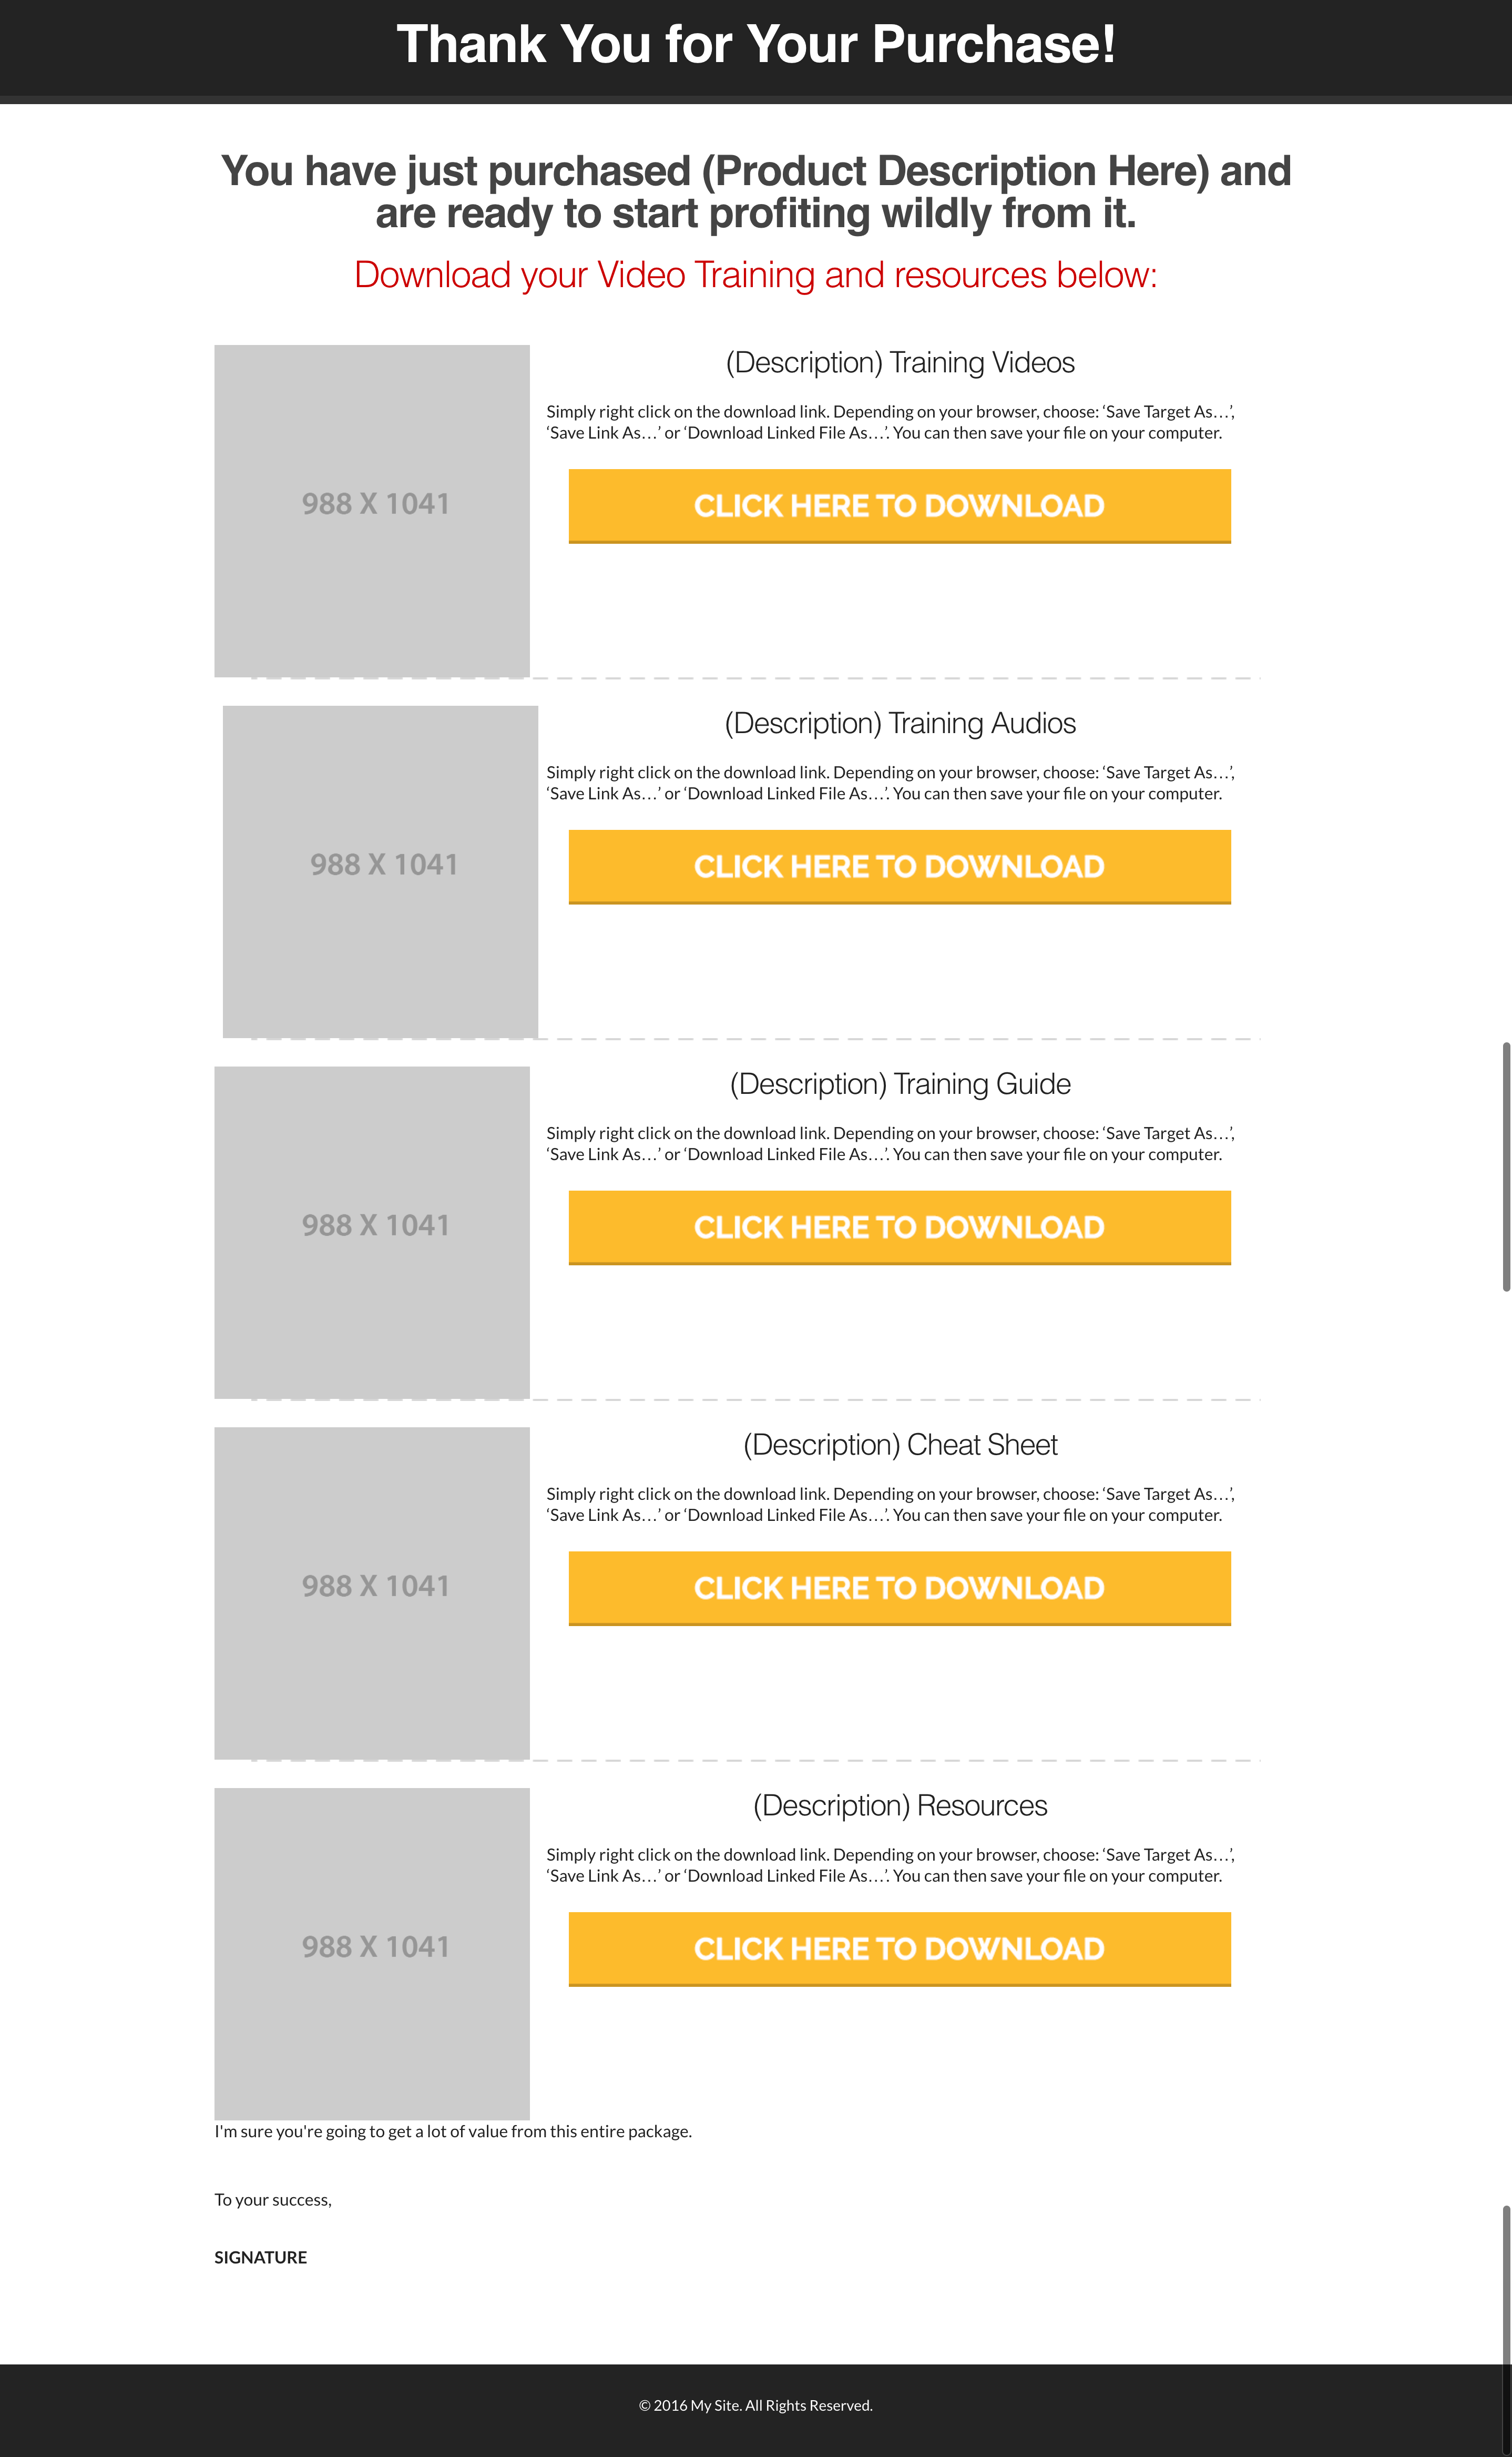 Thank You for Your Purchase!
You have just purchased (Product Description Here) and
are ready to start profiting wildly from it.
Download your Video Training and resources below:
988 X 1041
(Description) Training Videos
Simply right click on the download link. Depending on your browser, choose: ‘Save Target As…’,
‘Save Link As…’ or ‘Download Linked File As…’. You can then save your file on your computer.
CLICK HERE TO DOWNLOAD
988 X 1041
(Description) Training Audios
Simply right click on the download link. Depending on your browser, choose: ‘Save Target As…’,
‘Save Link As…’ or ‘Download Linked File As…’. You can then save your file on your computer.
CLICK HERE TO DOWNLOAD
988 X 1041
(Description) Training Guide
Simply right click on the download link. Depending on your browser, choose: ‘Save Target As…’,
‘Save Link As…’ or ‘Download Linked File As…’. You can then save your file on your computer.
CLICK HERE TO DOWNLOAD
988 X 1041
(Description) Cheat Sheet
Simply right click on the download link. Depending on your browser, choose: ‘Save Target As…’,
‘Save Link As…’ or ‘Download Linked File As…’. You can then save your file on your computer.
CLICK HERE TO DOWNLOAD
988 X 1041
(Description) Resources
Simply right click on the download link. Depending on your browser, choose: ‘Save Target As…’,
‘Save Link As…’ or ‘Download Linked File As…’. You can then save your file on your computer.
CLICK HERE TO DOWNLOAD
I'm sure you're going to get a lot of value from this entire package.
To your success,
SIGNATURE
© 2016 My Site. All Rights Reserved.